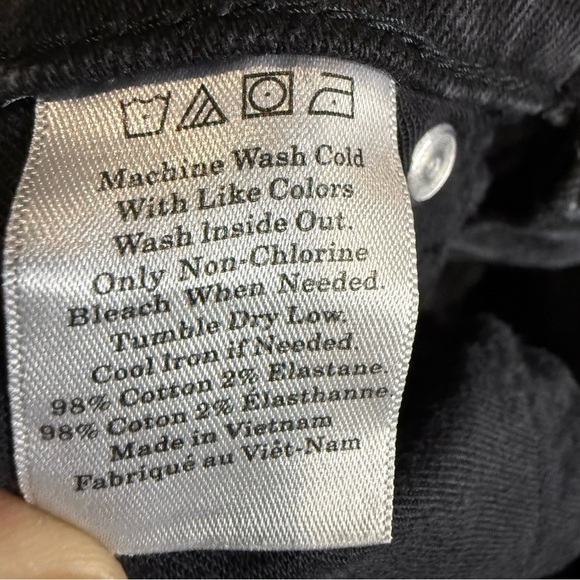 Machine Wash Cold
With Like Colors
Wash Inside Out.
Only Non-Chlorine
Bleach When Needed.
Tumble Dry Low.
Cool Iron if Needed.
98% Cotton 2% Elastane.
98% Coton 2% Elasthanne.
Made in Vietnam
Fabriqué au Viêt-Nam